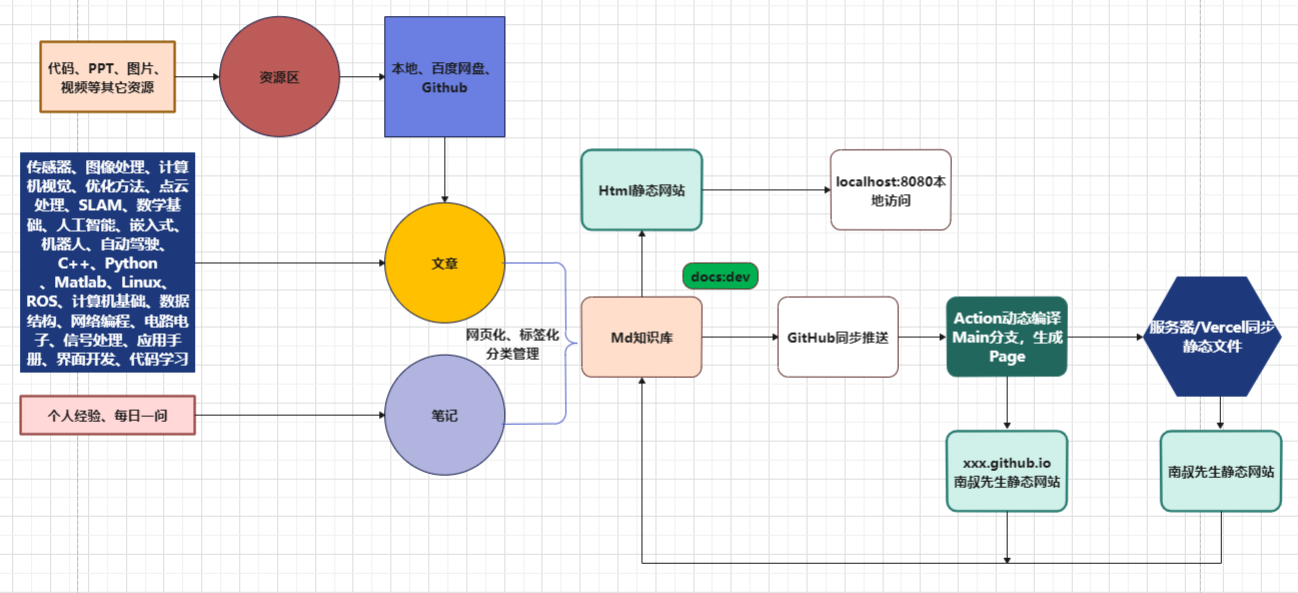 代码、PPT、图片、
视频等其它资源
资源区
本地、百度网盘、
Github
传感器、图像处理、计算
机视觉、优化方法、点云
处理、SLAM、数学基
础、人工智能、嵌入式、
机器人、自动驾驶、
C++、Python
、Matlab、Linux、
ROS、计算机基础、数据
结构、网络编程、电路电
子、信号处理、应用手
册、界面开发、代码学习
文章
个人经验、每日一问
笔记
网页化、标签化
分类管理
Html静态网站
localhost:8080本
地访问
docs:dev
Md知识库
GitHub同步推送
Action动态编译
Main分支，生成
Page
服务器/Vercel同步
静态文件
xxx.github.io
南叔先生静态网站
南叔先生静态网站